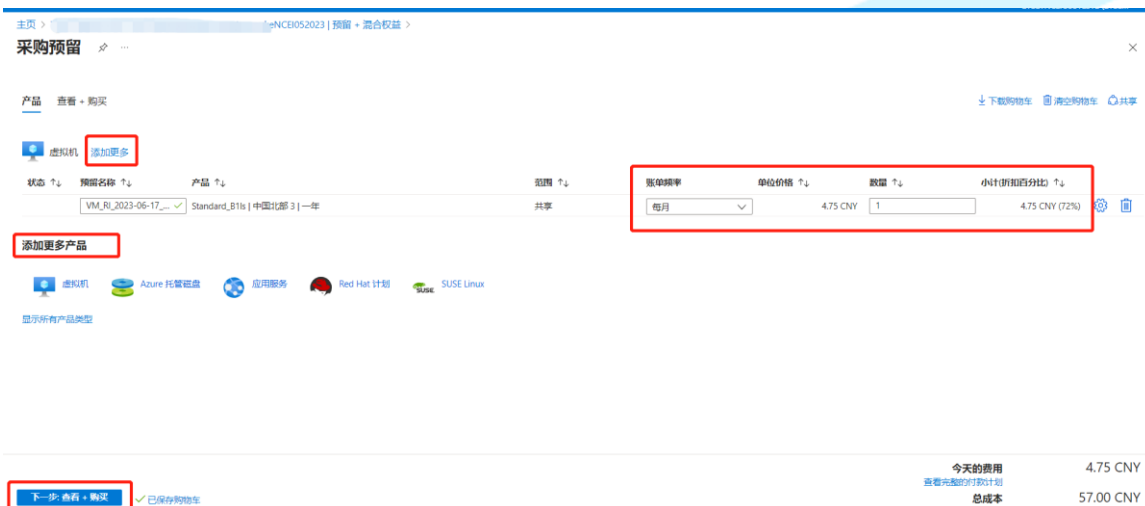 主页 >
eNCEI052023 | 预留 + 混合权益 >
采购预留
产品 查看 + 购买
下载购物车 清空购物车 共享
虚拟机 添加更多
状态 ↑↓ 预留名称 ↑↓ 产品 ↑↓ 范围 ↑↓ 账单频率 单位价格 ↑↓ 数量 ↑↓ 小计(折扣百分比) ↑↓
VM_RI_2023-06-17_... Standard_B1ls | 中国北部 3 | 一年 共享 每月 4.75 CNY 1 4.75 CNY (72%)
添加更多产品
虚拟机 Azure 托管磁盘 应用服务 Red Hat 计划 SUSE SUSE Linux
显示所有产品类型
今天的费用 4.75 CNY
查看完整的付款计划
下一步: 查看 + 购买 已保存购物车 总成本 57.00 CNY